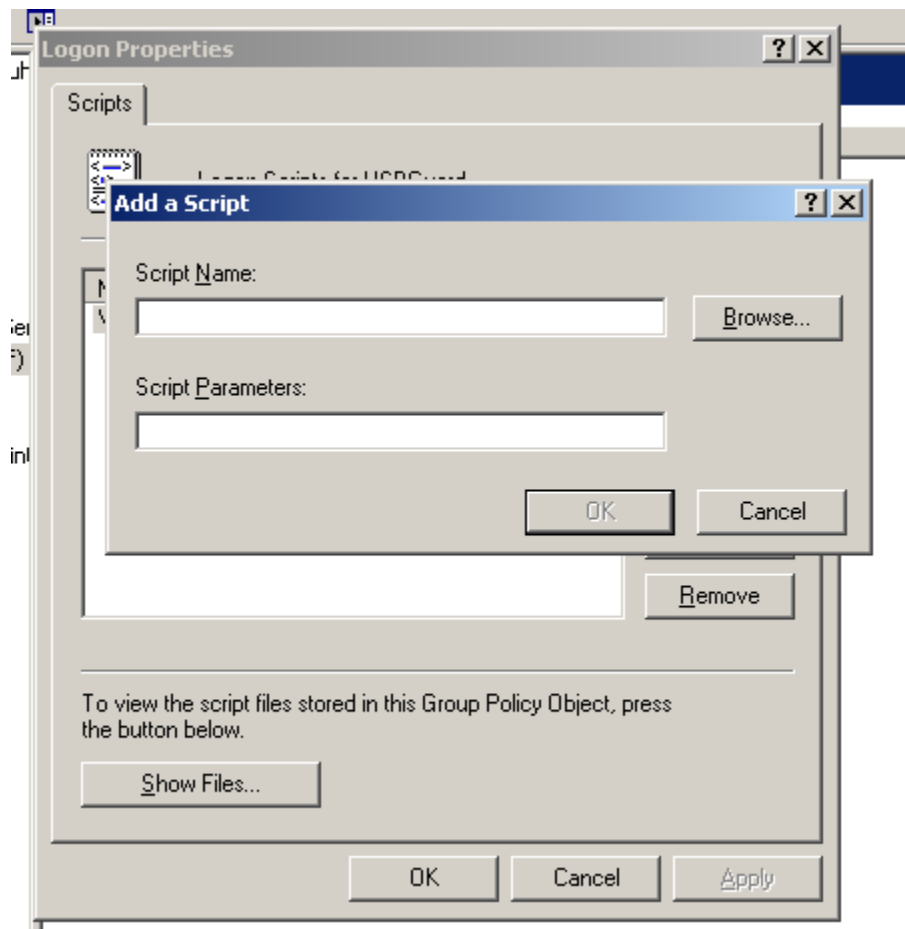 Logon Properties
Scripts
Add a Script
Script Name:
Browse...
Script Parameters:
OK
Cancel
Remove
To view the script files stored in this Group Policy Object, press
the button below.
Show Files...
OK
Cancel
Apply